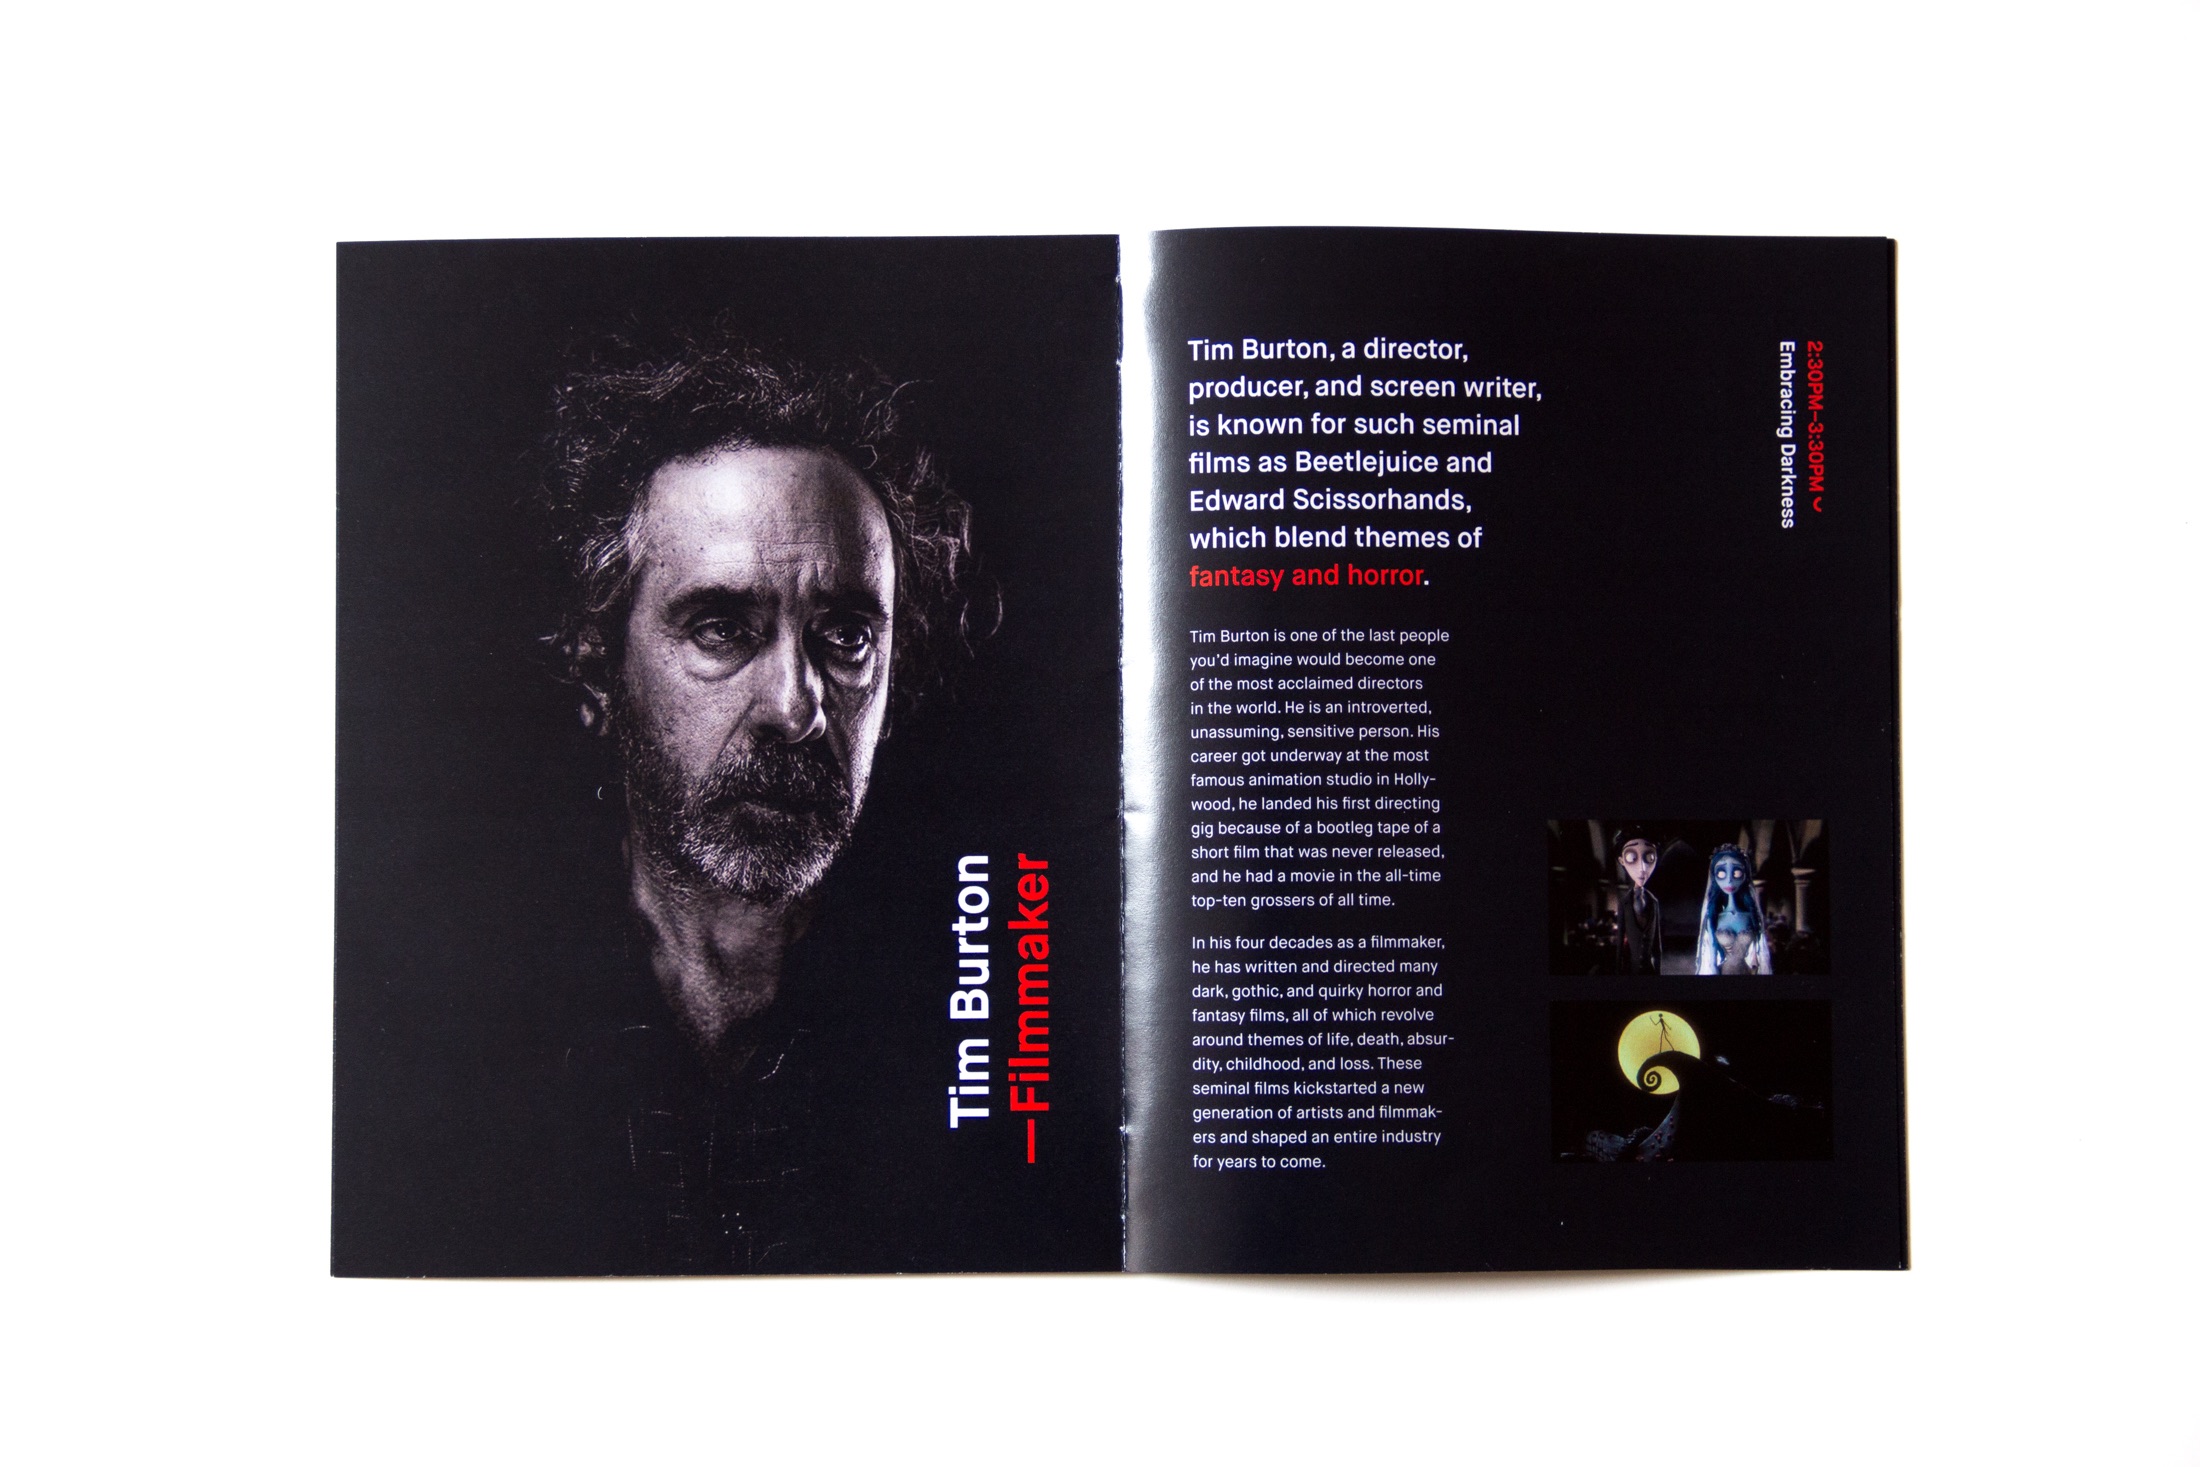 Tim Burton
—Filmmaker
Tim Burton, a director,
producer, and screen writer,
is known for such seminal
films as Beetlejuice and
Edward Scissorhands,
which blend themes of
fantasy and horror.
Tim Burton is one of the last people
you'd imagine would become one
of the most acclaimed directors
in the world. He is an introverted,
unassuming, sensitive person. His
career got underway at the most
famous animation studio in Holly-
wood, he landed his first directing
gig because of a bootleg tape of a
short film that was never released,
and he had a movie in the all-time
top-ten grossers of all time.
In his four decades as a filmmaker,
he has written and directed many
dark, gothic, and quirky horror and
fantasy films, all of which revolve
around themes of life, death, absur-
dity, childhood, and loss. These
seminal films kickstarted a new
generation of artists and filmmak-
ers and shaped an entire industry
for years to come.
2:30PM–3:30PM
Embracing Darkness